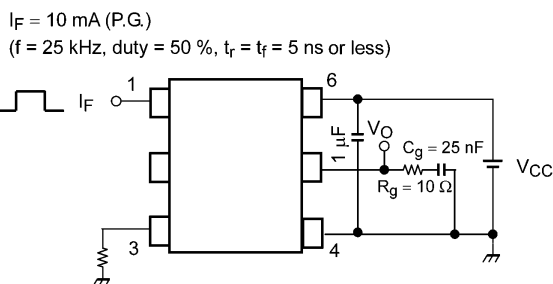 IF = 10 mA (P.G.)
(f = 25 kHz, duty = 50 %, tr = tf = 5 ns or less)
1
6
IF
1 μF
VO
Cg = 25 nF
VCC
Rg = 10 Ω
3
4